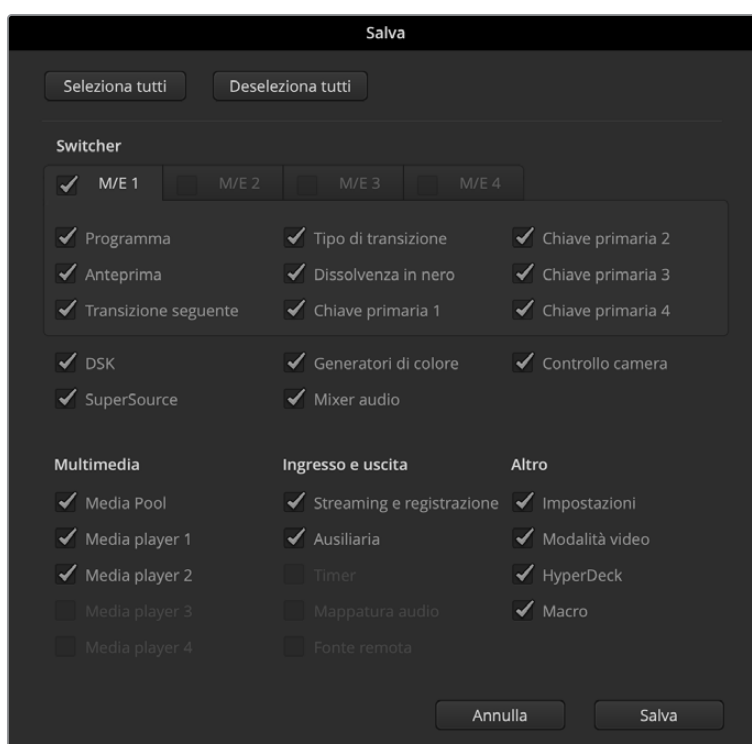 Salva
Seleziona tutti Deseleziona tutti
Switcher
M/E 1 M/E 2 M/E 3 M/E 4
Programma Tipo di transizione Chiave primaria 2
Anteprima Dissolvenza in nero Chiave primaria 3
Transizione seguente Chiave primaria 1 Chiave primaria 4
DSK Generatori di colore Controllo camera
SuperSource Mixer audio
Multimedia Ingresso e uscita Altro
Media Pool Streaming e registrazione Impostazioni
Media player 1 Ausiliaria Modalità video
Media player 2 Timer HyperDeck
Media player 3 Mappatura audio Macro
Media player 4 Fonte remota
Annulla Salva